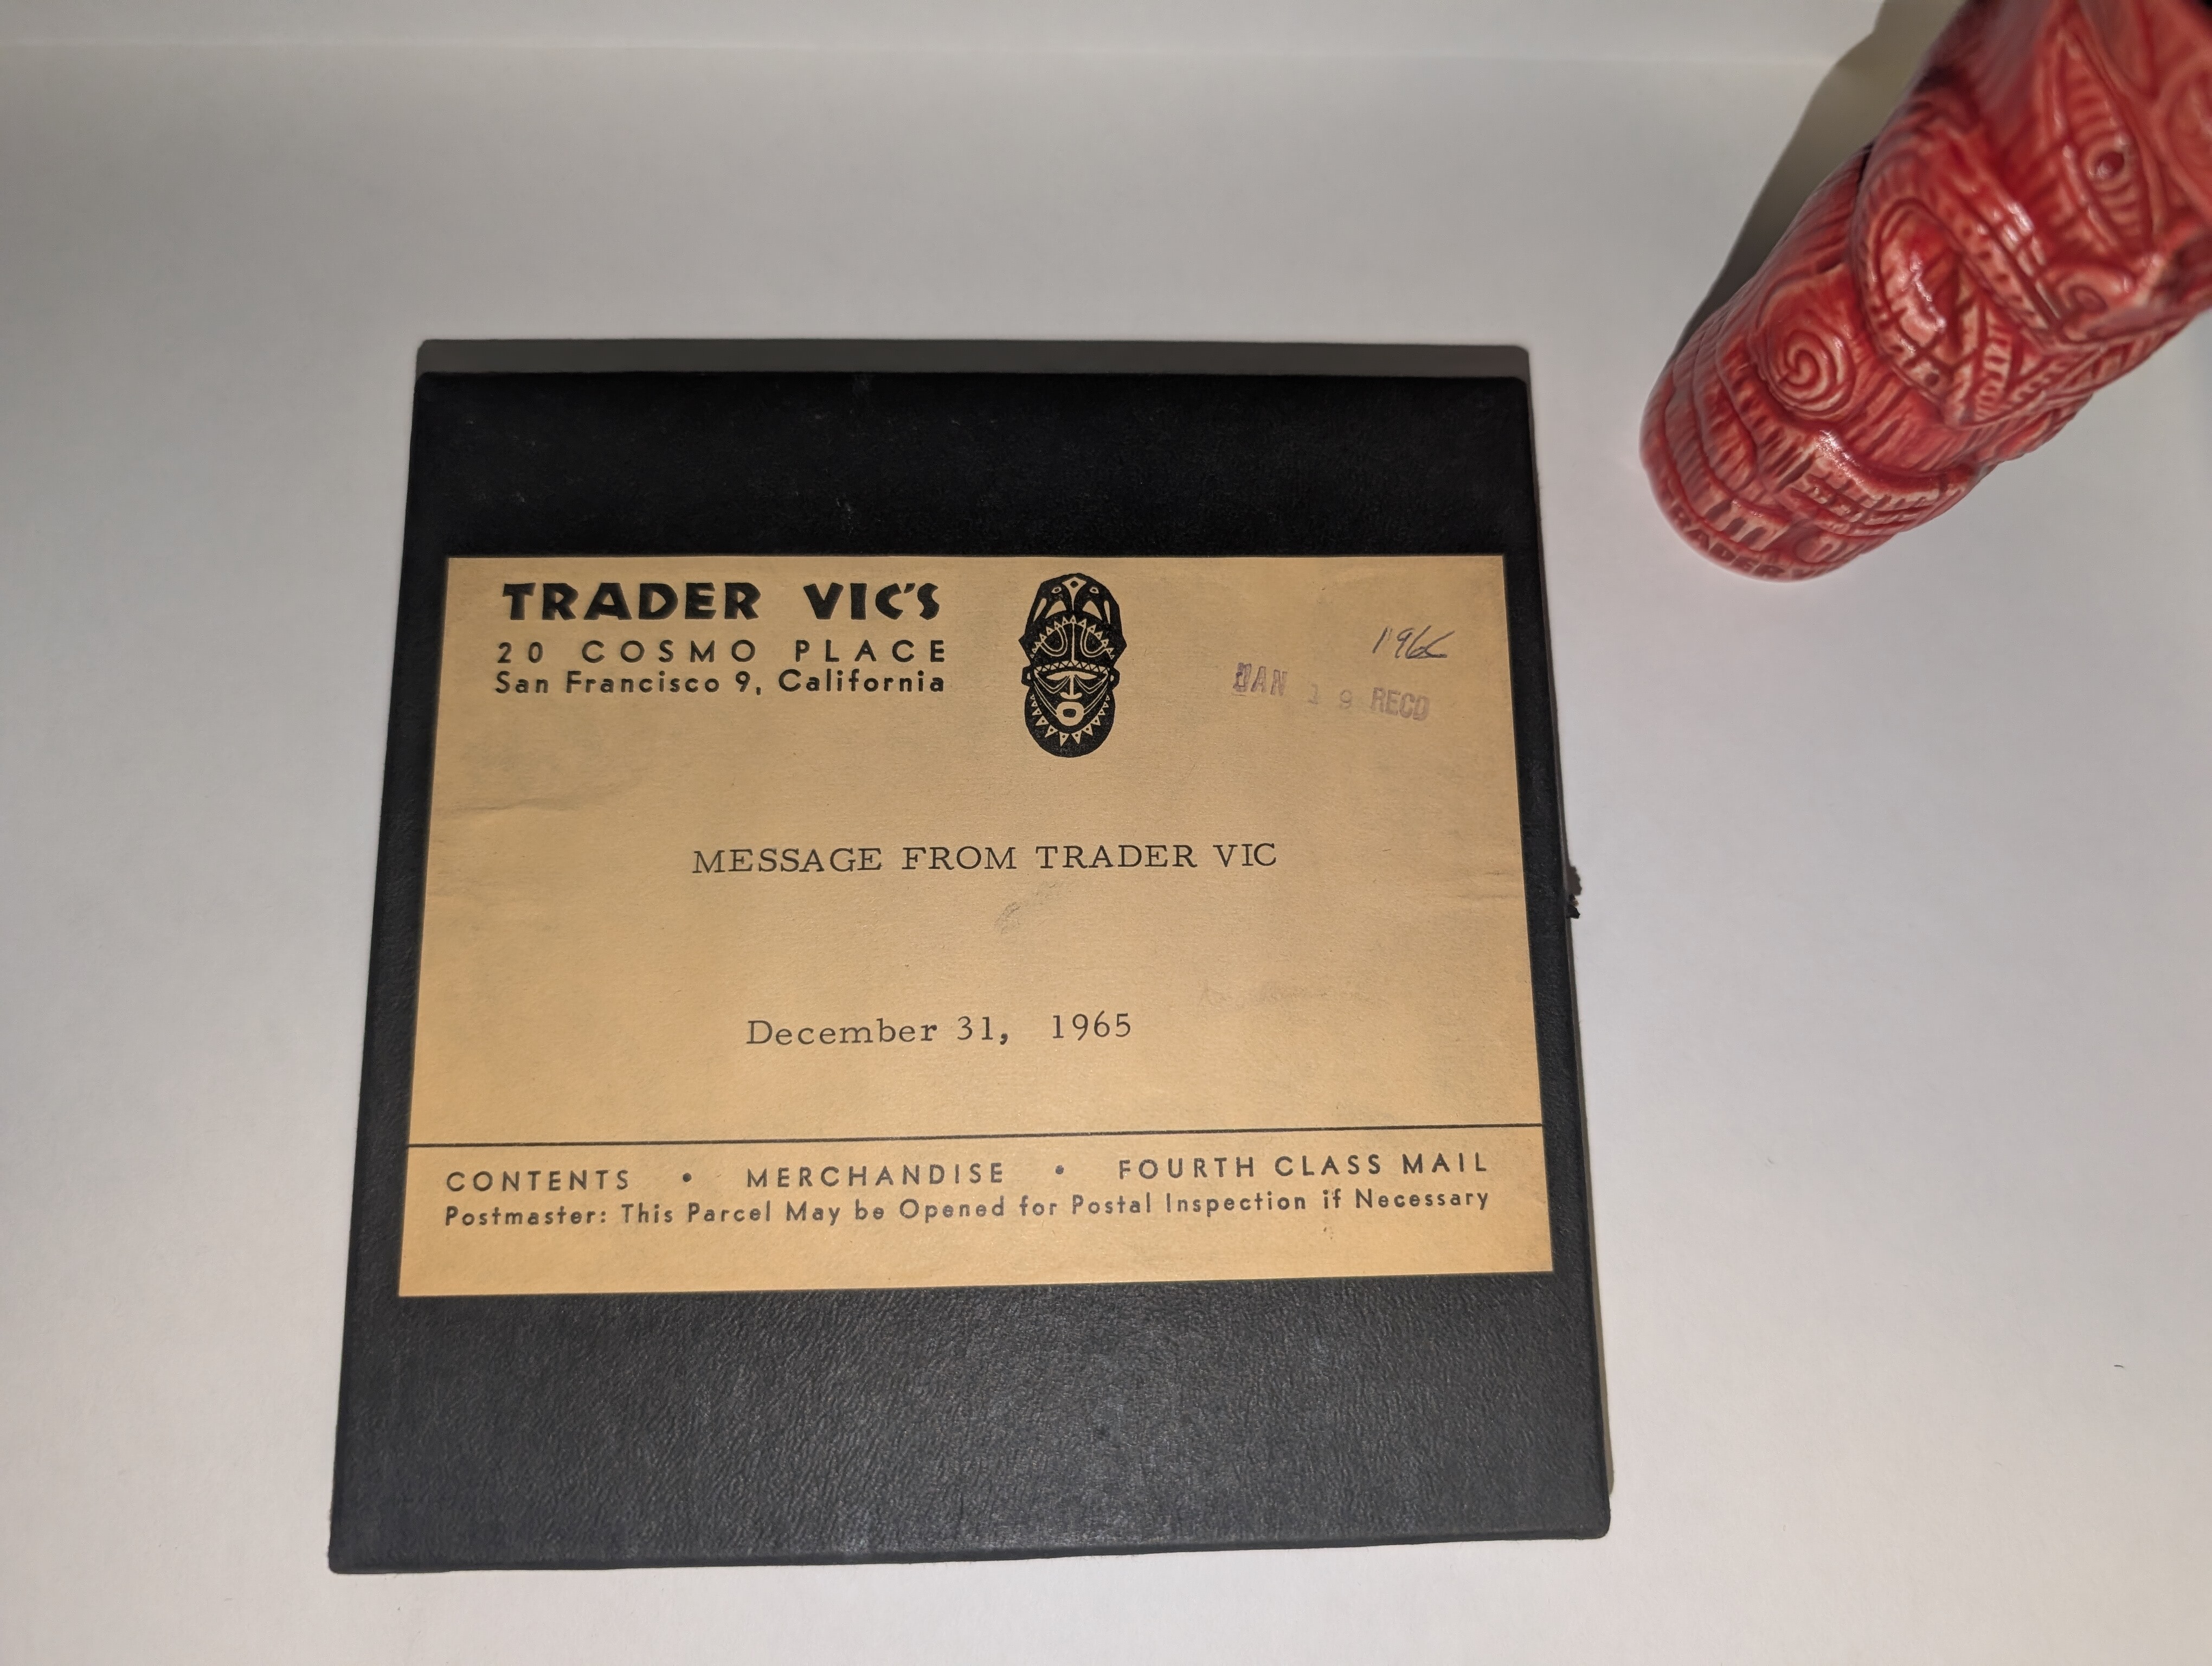 TRADER VIC'S
20 COSMO PLACE
San Francisco 9, California
1966
JAN 19 RECD
MESSAGE FROM TRADER VIC
December 31, 1965
CONTENTS • MERCHANDISE • FOURTH CLASS MAIL
Postmaster: This Parcel May be Opened for Postal Inspection if Necessary
TRADER